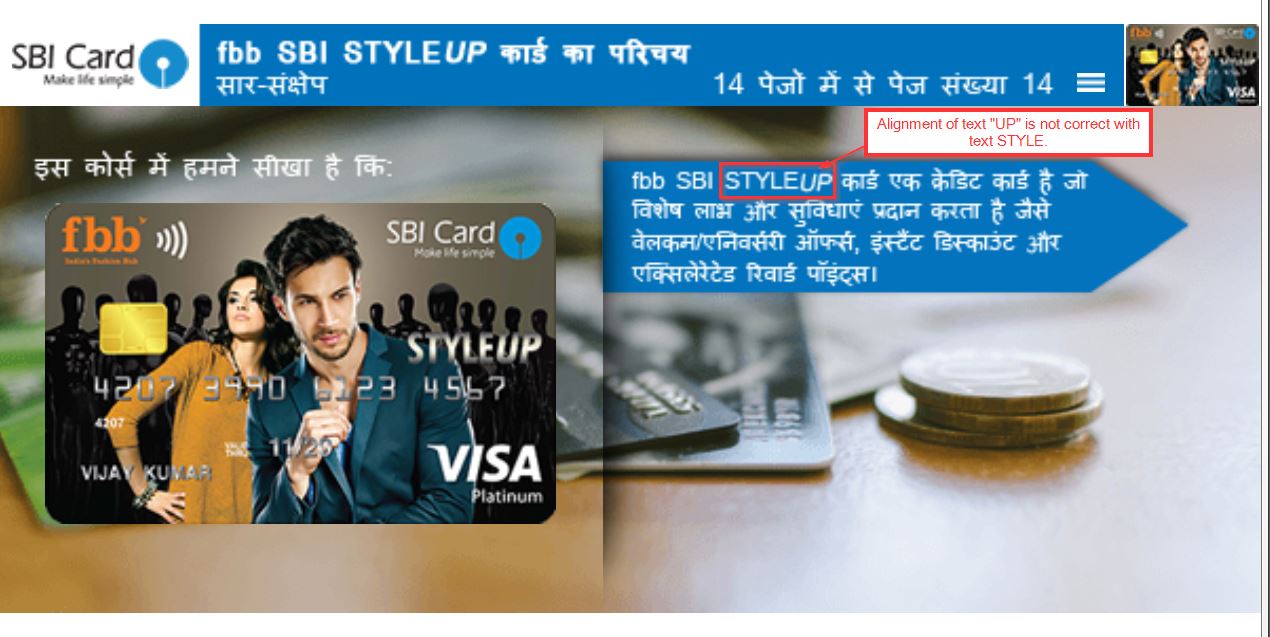 SBI Card
Make life simple
fbb SBI STYLEUP कार्ड का परिचय
सार-संक्षेप
14 पेजों में से पेज संख्या 14
Alignment of text "UP" is not correct with
text STYLE.
इस कोर्स में हमने सीखा है कि:
fbb
India's Fashion Hub
SBI Card
Make life simple
STYLEUP
4207 3990 6123 4567
4207
VALID
THRU
11/20
VIJAY KUMAR
VISA
Platinum
fbb SBI STYLEUP कार्ड एक क्रेडिट कार्ड है जो
विशेष लाभ और सुविधाएं प्रदान करता है जैसे
वेलकम/एनिवर्सरी ऑफर्स, इंस्टैंट डिस्काउंट और
एक्सिलेरेटेड रिवार्ड पॉइंट्स।
fbb
STYLEUP
VISA